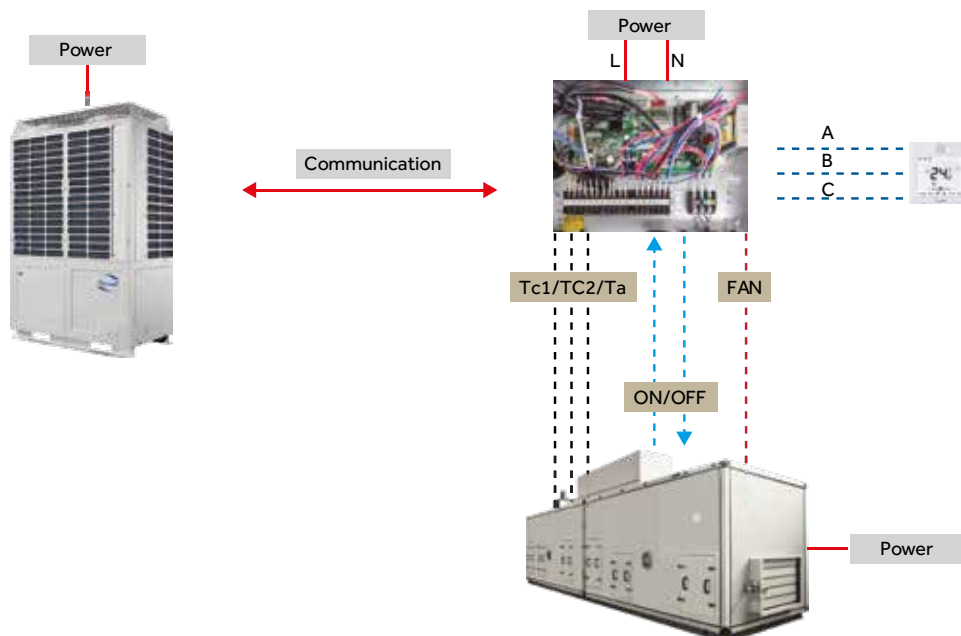 Power
Power
L N
Communication
A
B
C
24
Tc1/TC2/Ta
FAN
ON/OFF
Power